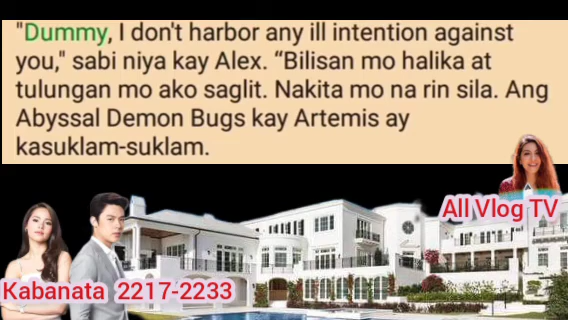 "Dummy, I don't harbor any ill intention against
you," sabi niya kay Alex. “Bilisan mo halika at
tulungan mo ako saglit. Nakita mo na rin sila. Ang
Abyssal Demon Bugs kay Artemis ay
kasuklam-suklam.
All Vlog TV
Kabanata 2217-2233